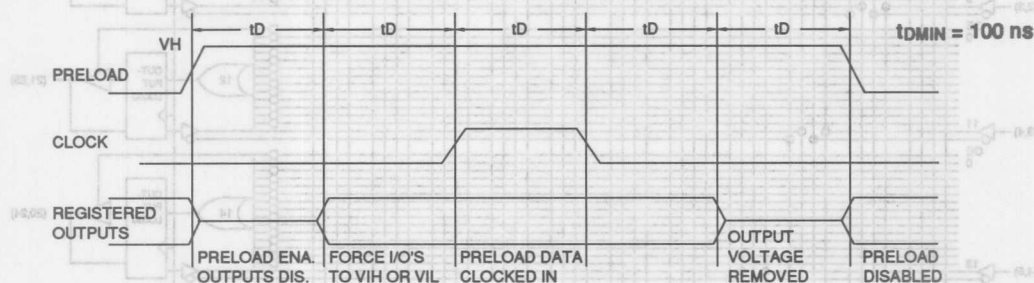 tD tD tD tD tD tDMIN = 100 ns
VH
PRELOAD
CLOCK
REGISTERED
OUTPUTS
PRELOAD ENA.
OUTPUTS DIS.
FORCE I/O'S
TO VIH OR VIL
PRELOAD DATA
CLOCKED IN
OUTPUT
VOLTAGE
REMOVED
PRELOAD
DISABLED